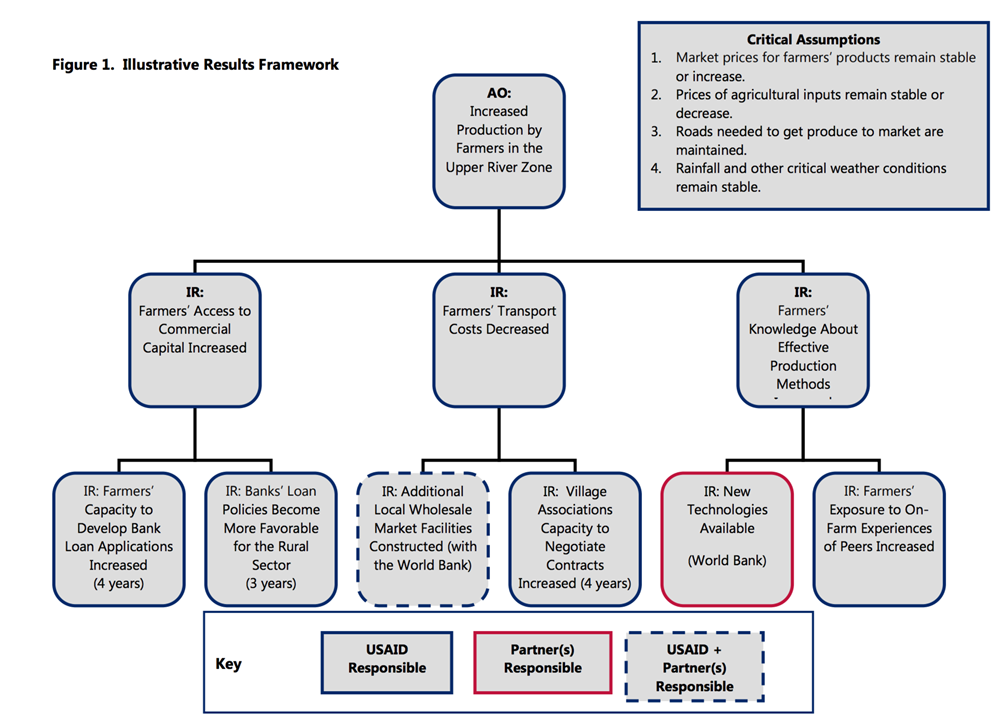 Figure 1. Illustrative Results Framework
Critical Assumptions
1. Market prices for farmers’ products remain stable
or increase.
2. Prices of agricultural inputs remain stable or
decrease.
3. Roads needed to get produce to market are
maintained.
4. Rainfall and other critical weather conditions
remain stable.
AO:
Increased
Production by
Farmers in the
Upper River Zone
IR:
Farmers’ Access to
Commercial
Capital Increased
IR:
Farmers’ Transport
Costs Decreased
IR:
Farmers’
Knowledge About
Effective
Production
Methods
IR: Farmers’
Capacity to
Develop Bank
Loan Applications
Increased
(4 years)
IR: Banks’ Loan
Policies Become
More Favorable
for the Rural
Sector
(3 years)
IR: Additional
Local Wholesale
Market Facilities
Constructed (with
the World Bank)
IR: Village
Associations
Capacity to
Negotiate
Contracts
Increased (4 years)
IR: New
Technologies
Available
(World Bank)
IR: Farmers’
Exposure to On-
Farm Experiences
of Peers Increased
Key
USAID
Responsible
Partner(s)
Responsible
USAID +
Partner(s)
Responsible